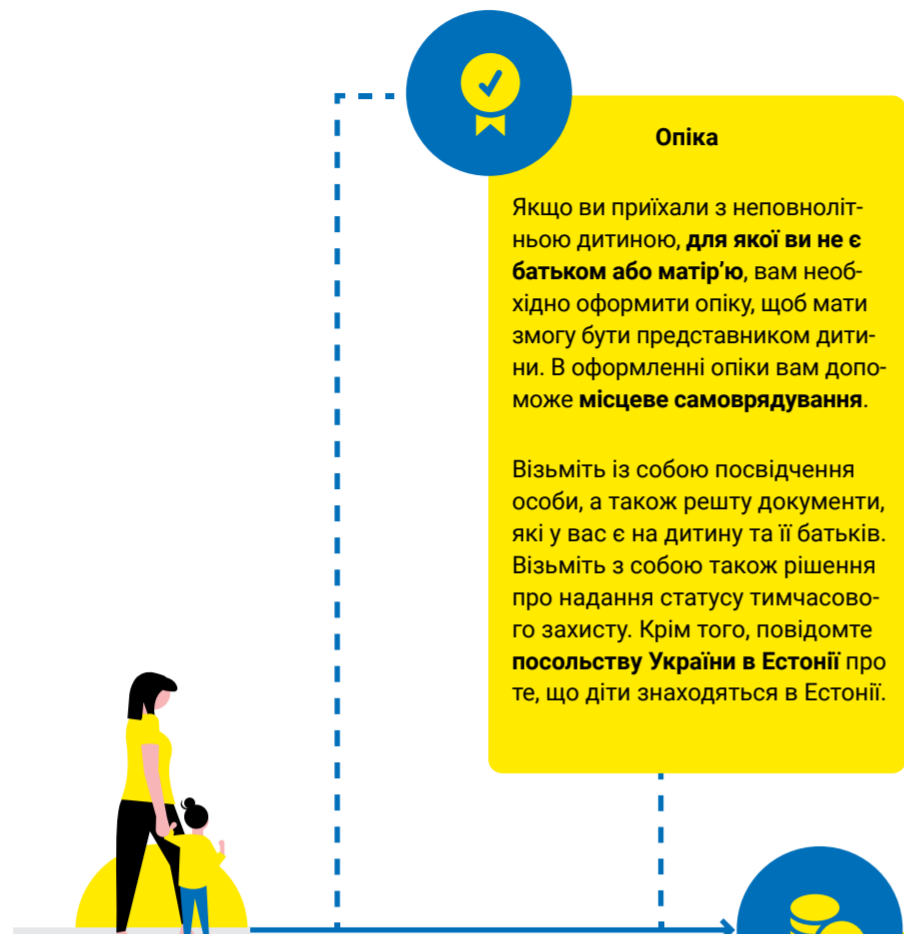 Опіка
Якщо ви приїхали з неповноліт-
ньою дитиною, для якої ви не є
батьком або матір’ю, вам необ-
хідно оформити опіку, щоб мати
змогу бути представником дити-
ни. В оформленні опіки вам допо-
може місцеве самоврядування.
Візьміть із собою посвідчення
особи, а також решту документи,
які у вас є на дитину та її батьків.
Візьміть з собою також рішення
про надання статусу тимчасово-
го захисту. Крім того, повідомте
посольству України в Естонії про
те, що діти знаходяться в Естонії.